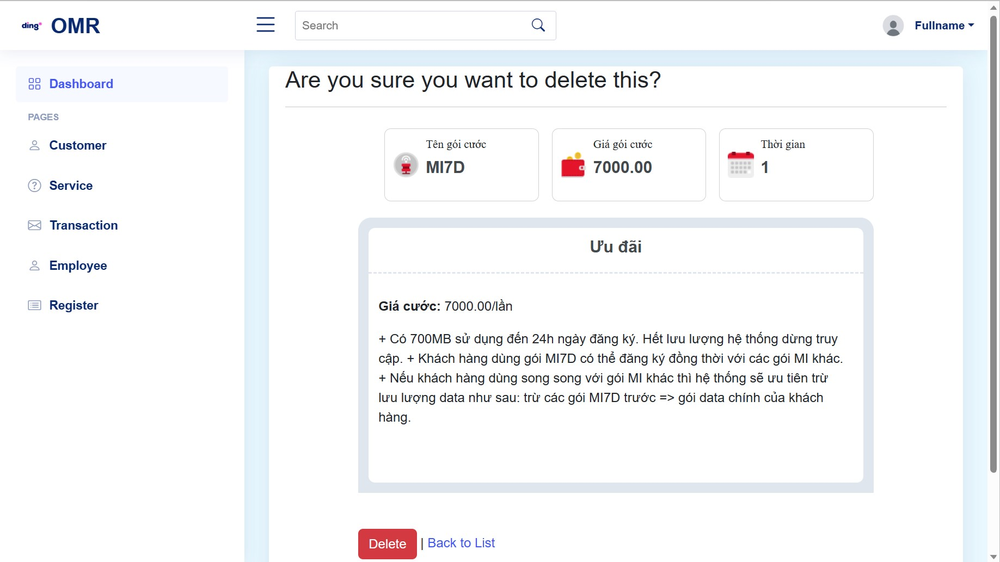 ding*
OMR
Search
Fullname
Dashboard
PAGES
Customer
Service
Transaction
Employee
Register
Are you sure you want to delete this?
Tên gói cước
MI7D
Giá gói cước
7000.00
Thời gian
1
Ưu đãi
Giá cước: 7000.00/lần
+ Có 700MB sử dụng đến 24h ngày đăng ký. Hết lưu lượng hệ thống dừng truy
cập. + Khách hàng dùng gói MI7D có thể đăng ký đồng thời với các gói MI khác.
+ Nếu khách hàng dùng song song với gói MI khác thì hệ thống sẽ ưu tiên trừ
lưu lượng data như sau: trừ các gói MI7D trước => gói data chính của khách
hàng.
Delete | Back to List